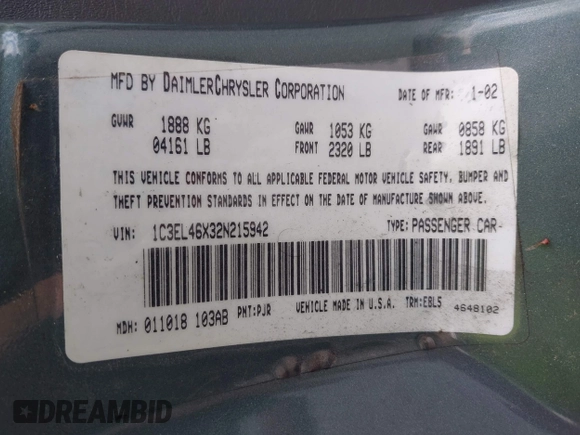 MFD BY DAIMLERCHRYSLER CORPORATION DATE OF MFR: 1-02
GVWR 1888 KG GAWR 1053 KG GAWR 0858 KG
04161 LB FRONT 2320 LB REAR 1891 LB
THIS VEHICLE CONFORMS TO ALL APPLICABLE FEDERAL MOTOR VEHICLE SAFETY, BUMPER AND
THEFT PREVENTION STANDARDS IN EFFECT ON THE DATE OF MANUFACTURE SHOWN ABOVE.
VIN: 1C3EL46X32N215942 TYPE: PASSENGER CAR
MDH: 011018 103AB PNT:PJR VEHICLE MADE IN U.S.A. TRM:E8L5 4648102
DREAMBID